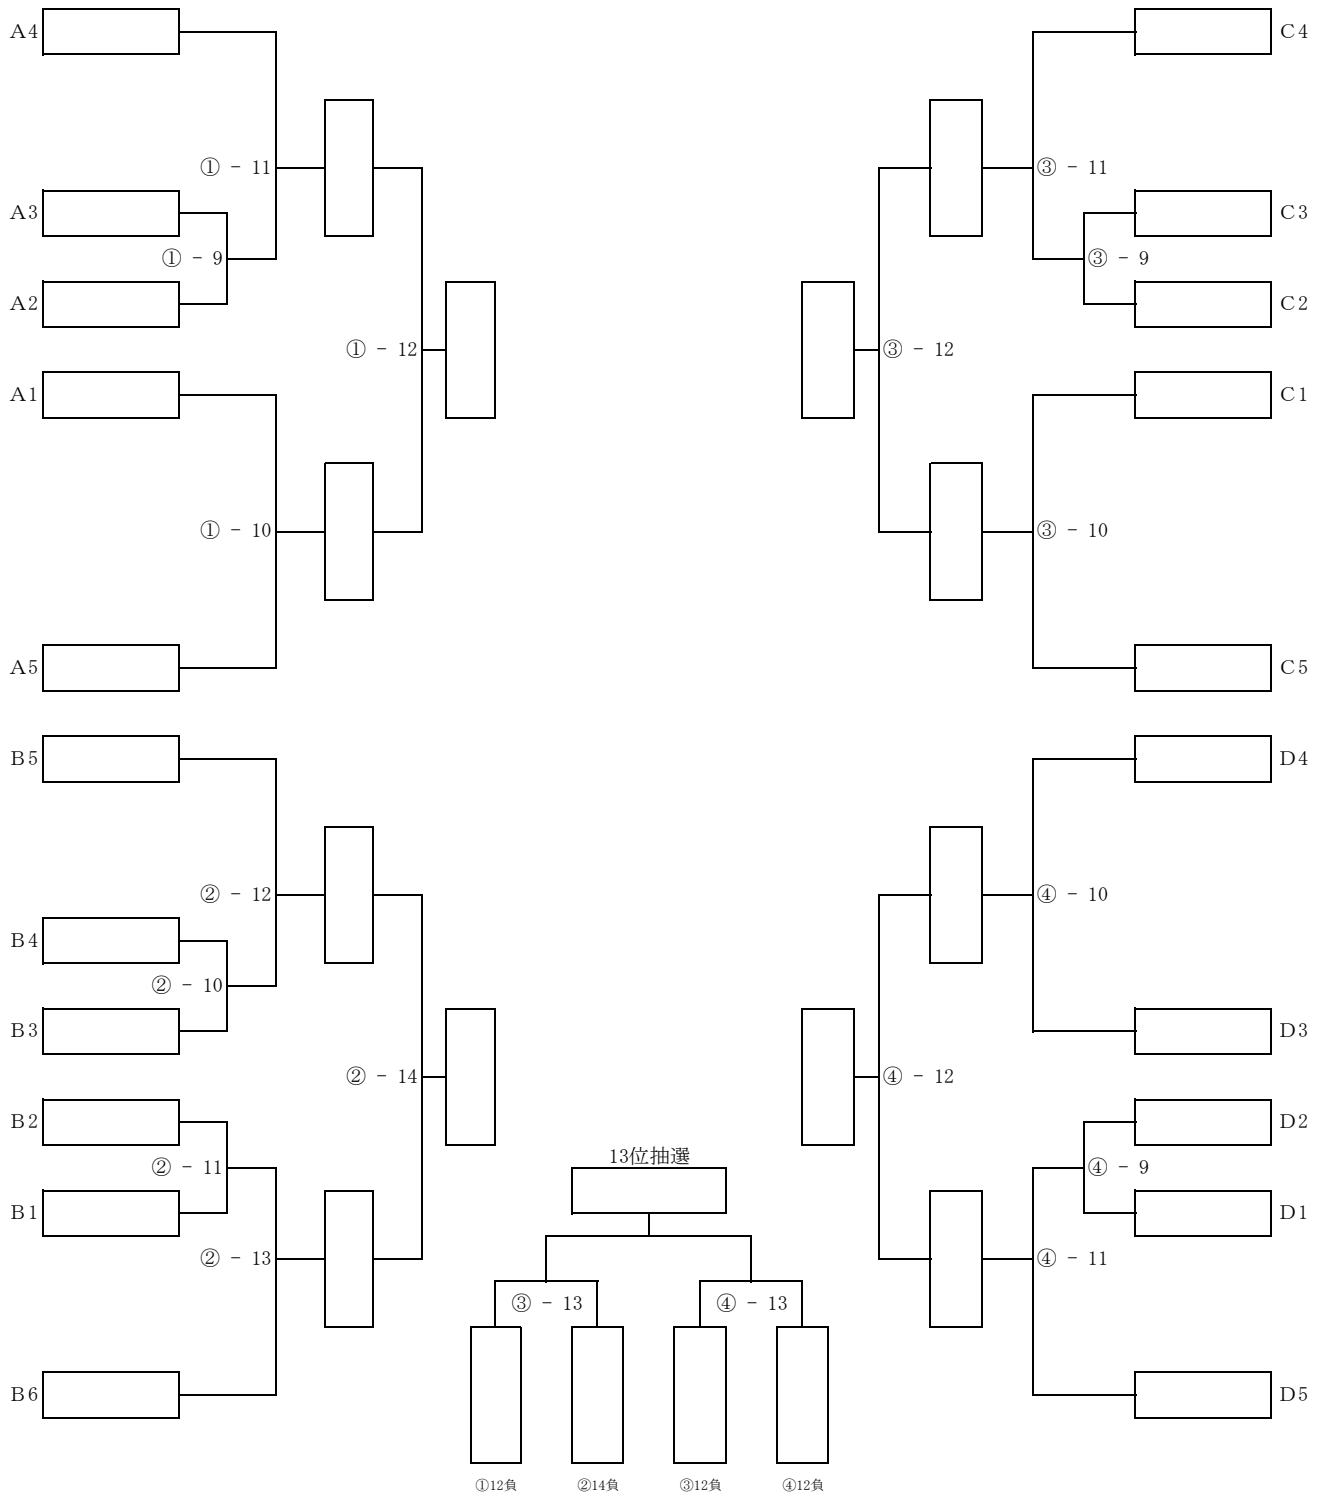 A4
C4
① - 11
③ - 11
A3
C3
① - 9
③ - 9
A2
C2
① - 12
③ - 12
A1
C1
① - 10
③ - 10
A5
C5
B5
D4
② - 12
④ - 10
B4
② - 10
B3
D3
② - 14
④ - 12
B2
D2
② - 11
④ - 9
13位抽選
B1
D1
② - 13
④ - 11
③ - 13
④ - 13
B6
D5
①12負
②14負
③12負
④12負